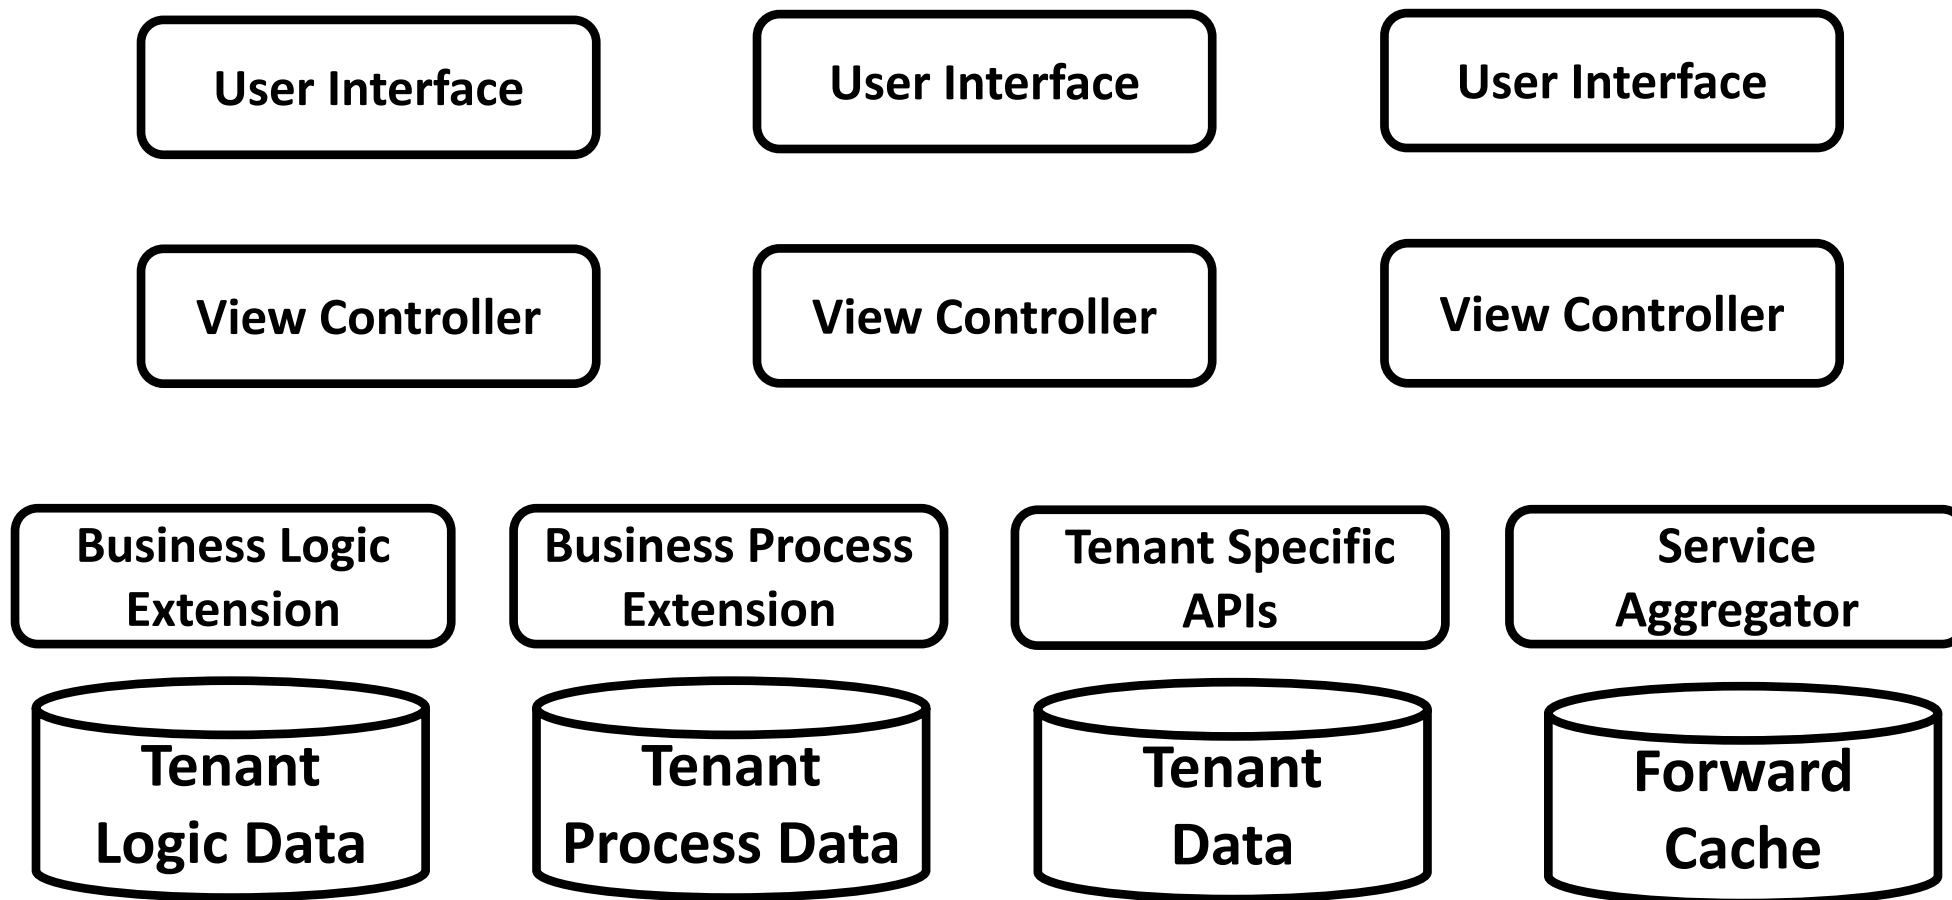 User Interface
User Interface
User Interface
View Controller
View Controller
View Controller
Business Logic
Extension
Business Process
Extension
Tenant Specific
APIs
Service
Aggregator
Tenant
Logic Data
Tenant
Process Data
Tenant
Data
Forward
Cache